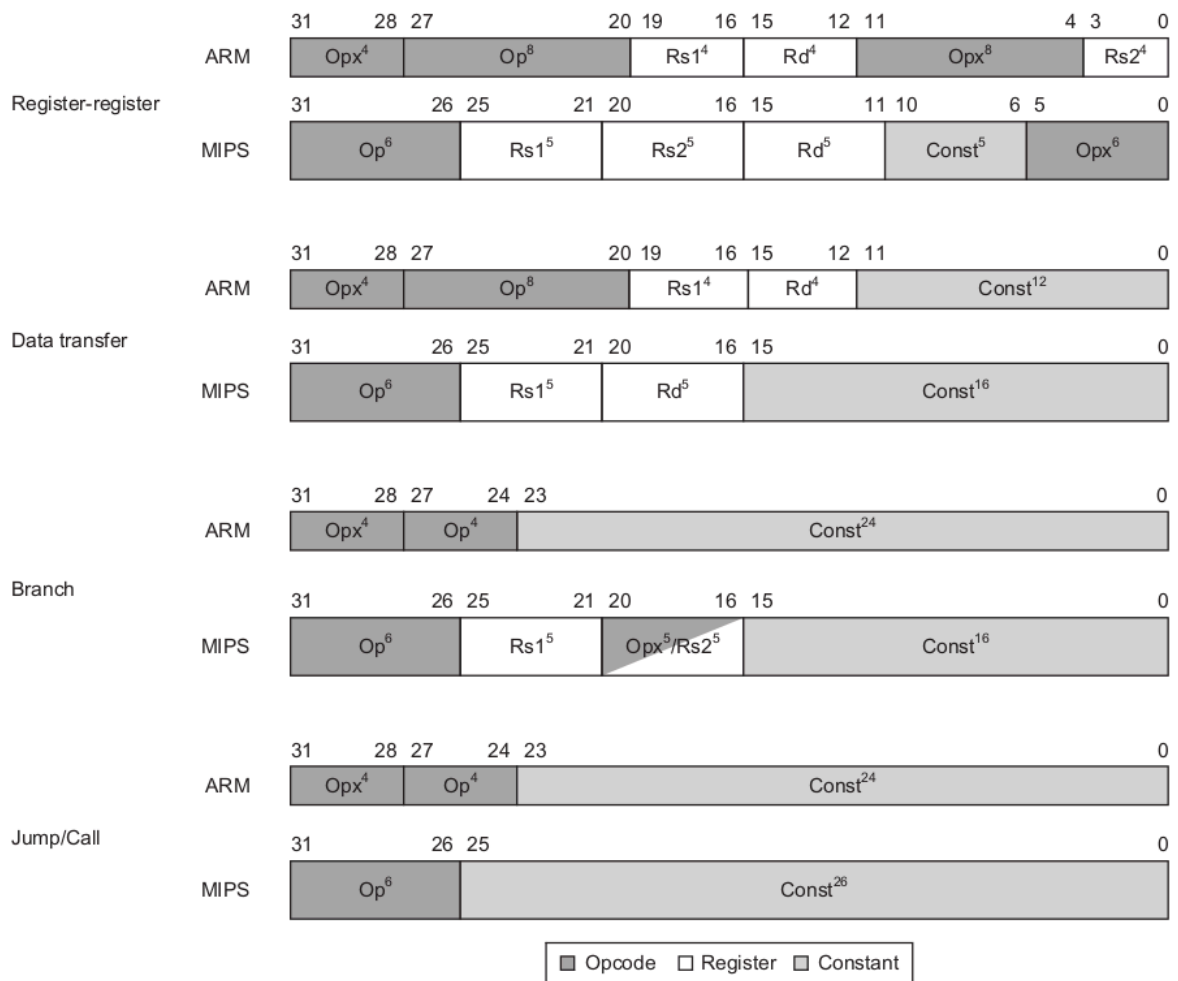 31 28 27 20 19 16 15 12 11 4 3 0
ARM Opx⁴ Op⁸ Rs1⁴ Rd⁴ Opx⁸ Rs2⁴
Register-register
31 26 25 21 20 16 15 11 10 6 5 0
MIPS Op⁶ Rs1⁵ Rs2⁵ Rd⁵ Const⁵ Opx⁶
31 28 27 20 19 16 15 12 11 0
ARM Opx⁴ Op⁸ Rs1⁴ Rd⁴ Const¹²
Data transfer
31 26 25 21 20 16 15 0
MIPS Op⁶ Rs1⁵ Rd⁵ Const¹⁶
31 28 27 24 23 0
ARM Opx⁴ Op⁴ Const²⁴
Branch
31 26 25 21 20 16 15 0
MIPS Op⁶ Rs1⁵ Opx⁵/Rs2⁵ Const¹⁶
31 28 27 24 23 0
ARM Opx⁴ Op⁴ Const²⁴
Jump/Call
31 26 25 0
MIPS Op⁶ Const²⁶
Opcode Register Constant